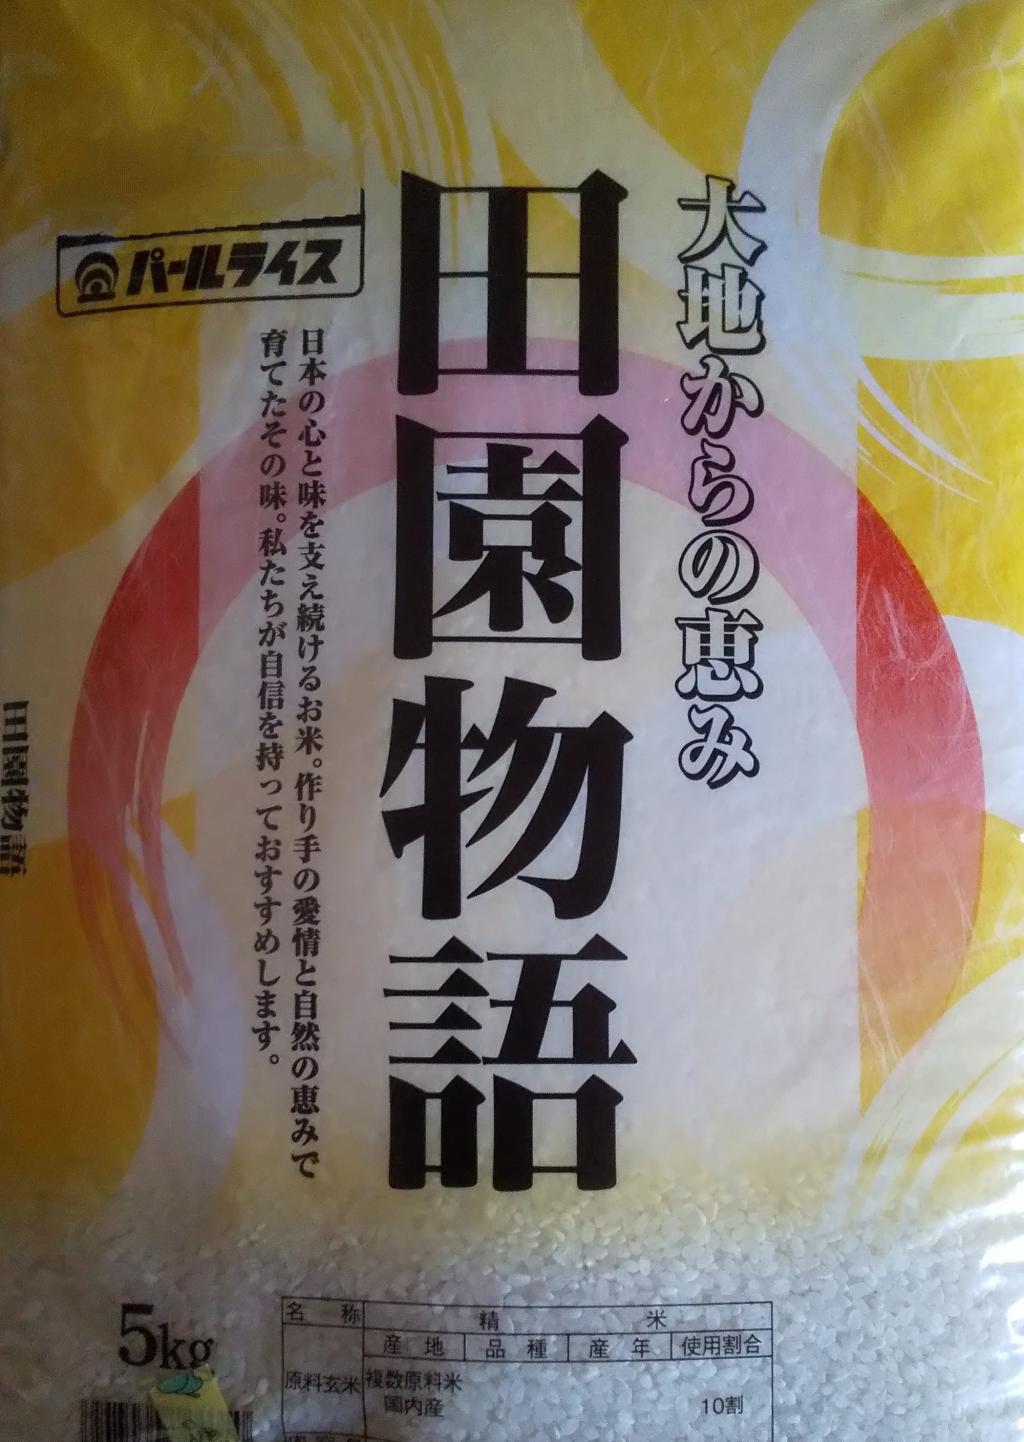 大地からの恵み
田園物語
パールライス
日本の心と味を支え続けるお米。作り手の愛情と自然の恵みで
育てたその味。私たちが自信を持っておすすめします。
田園物語
5kg
名称 精米
産地 品種 産年 使用割合
原料玄米 複数原料米
国内産 10割